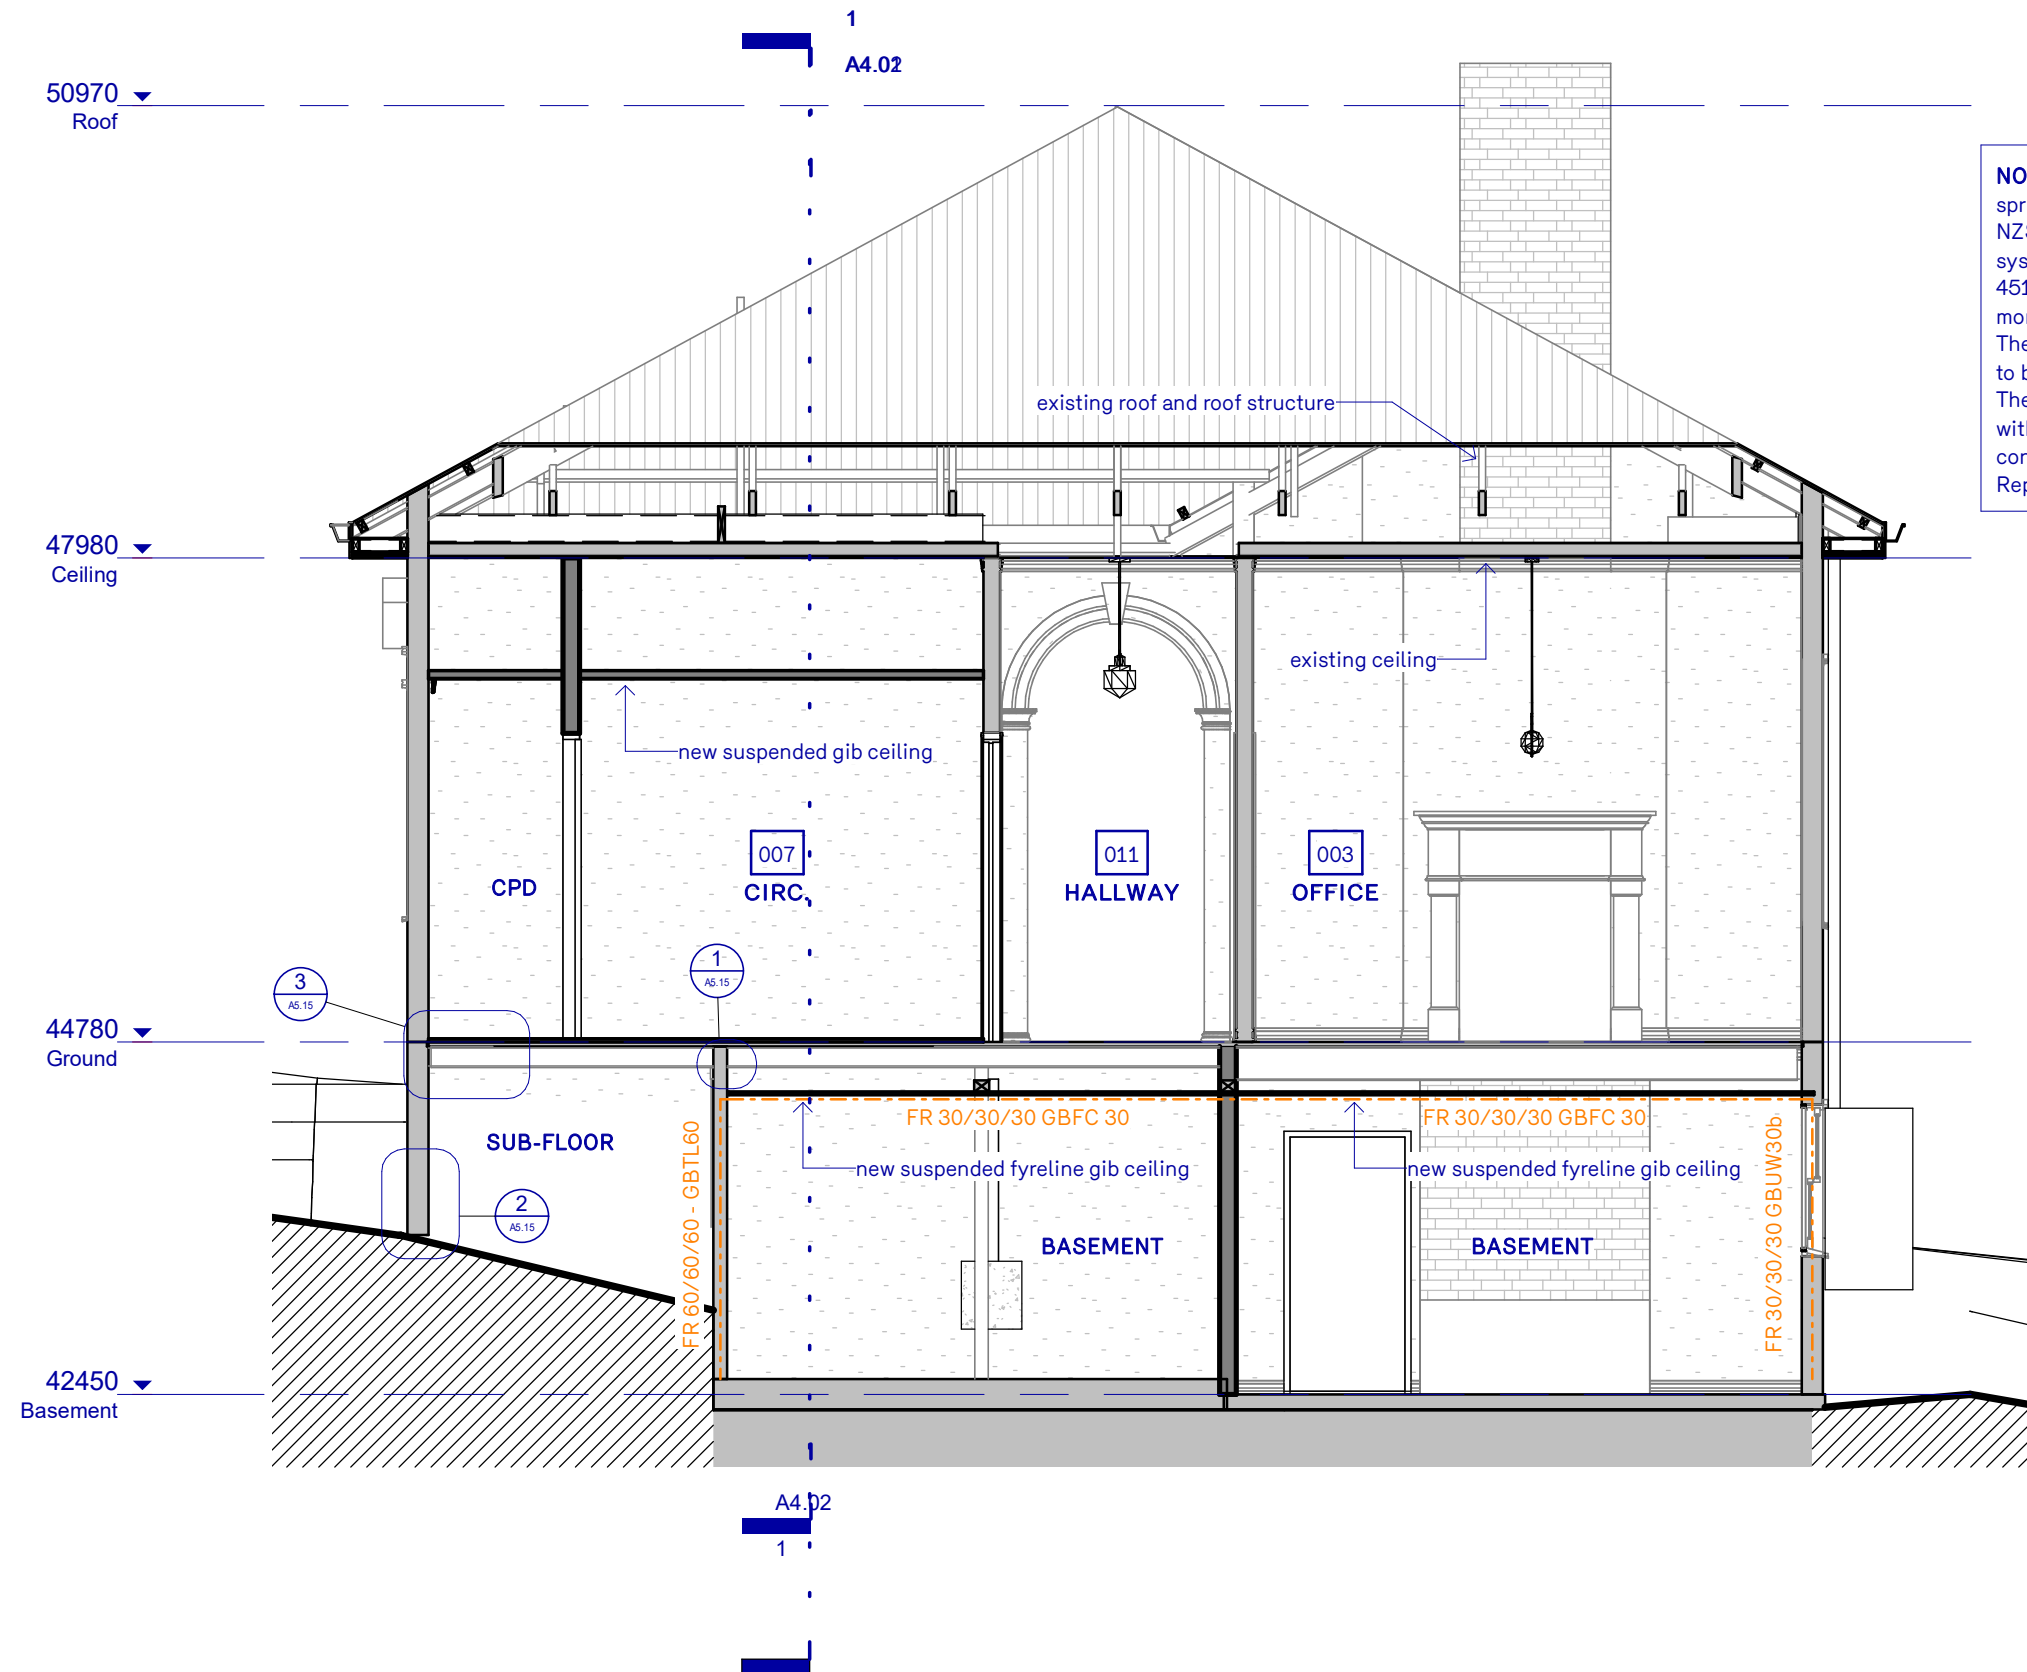 1
A4.02
50970
Roof
NO
spr
sys
451
The
to b
The
with
con
Rep
existing roof and roof structure
47980
Ceiling
existing ceiling
new suspended gib ceiling
007
CIRC.
CPD
011
HALLWAY
003
OFFICE
1
A5.15
3
A5.15
44780
Ground
FR 30/30/30 GBFC 30
FR 30/30/30 GBFC 30
SUB-FLOOR
new suspended fyreline gib ceiling
new suspended fyreline gib ceiling
FR 60/60/60 - GBTL60
FR 30/30/30 GBUW30b
2
A5.15
BASEMENT
BASEMENT
42450
Basement
A4.02
1